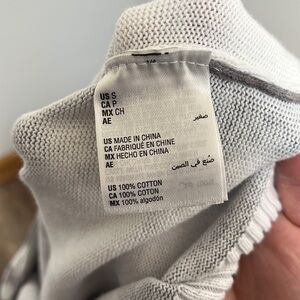 US S
CA P
MX CH
AE صغير
US MADE IN CHINA
CA FABRIQUÉ EN CHINE
MX HECHO EN CHINA
AE صنع في الصين
US 100% COTTON
CA 100% COTON
MX 100% algodón